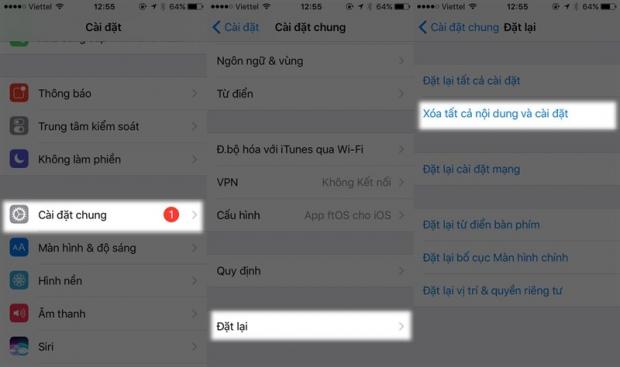 Viettel 12:55 64%
Cài đặt
Thông báo
Trung tâm kiểm soát
Không làm phiền
Cài đặt chung 1
Màn hình & độ sáng
AA
Hình nền
Âm thanh
Siri
Viettel 12:55 64%
Cài đặt Cài đặt chung
Ngôn ngữ & vùng
Từ điển
Đ.bộ hóa với iTunes qua Wi-Fi
VPN Không Kết nối
Cấu hình App ftOS cho iOS
Quy định
Đặt lại
Viettel 12:55 64%
Cài đặt chung Đặt lại
Đặt lại tất cả cài đặt
Xóa tất cả nội dung và cài đặt
Đặt lại cài đặt mạng
Đặt lại từ điển bàn phím
Đặt lại bố cục Màn hình chính
Đặt lại vị trí & quyền riêng tư